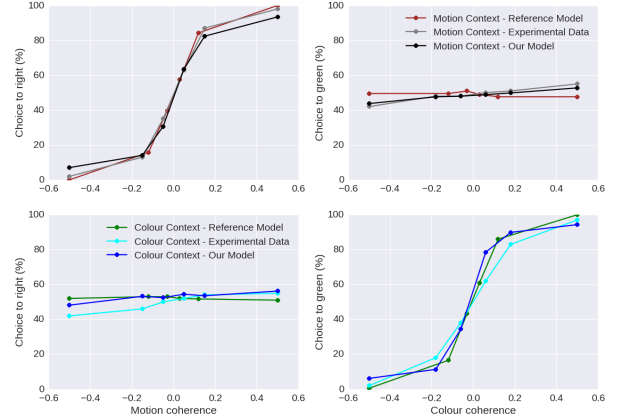 100
80
60
40
20
0
Choice to right (%)
−0.6 −0.4 −0.2 0.0 0.2 0.4 0.6
100
80
60
40
20
0
Choice to green (%)
−0.6 −0.4 −0.2 0.0 0.2 0.4 0.6
Motion Context - Reference Model
Motion Context - Experimental Data
Motion Context - Our Model
100
80
60
40
20
0
Choice to right (%)
−0.6 −0.4 −0.2 0.0 0.2 0.4 0.6
Motion coherence
Colour Context - Reference Model
Colour Context - Experimental Data
Colour Context - Our Model
100
80
60
40
20
0
Choice to green (%)
−0.6 −0.4 −0.2 0.0 0.2 0.4 0.6
Colour coherence